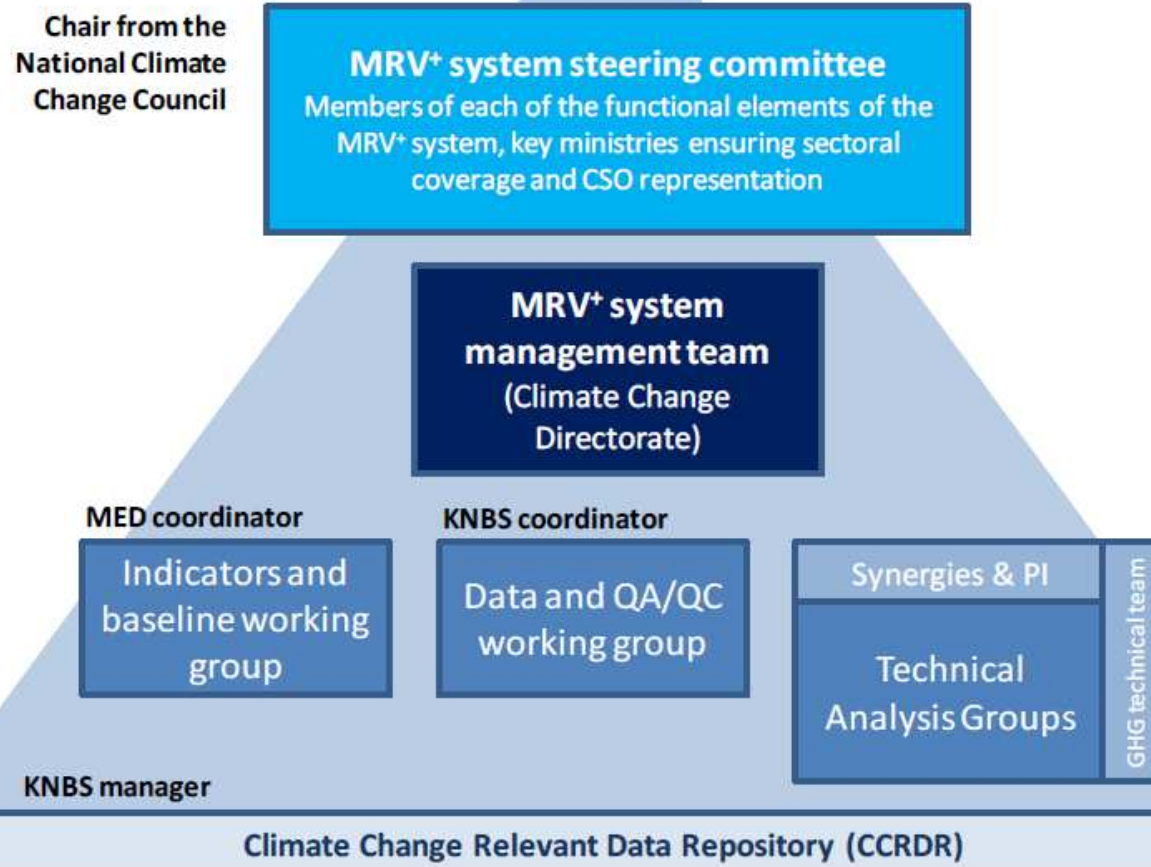 Chair from the
National Climate
Change Council
MRV⁺ system steering committee
Members of each of the functional elements of the
MRV⁺ system, key ministries ensuring sectoral
coverage and CSO representation
MRV⁺ system
management team
(Climate Change
Directorate)
MED coordinator
Indicators and
baseline working
group
KNBS coordinator
Data and QA/QC
working group
Synergies & PI
Technical
Analysis Groups
GHG technical team
KNBS manager
Climate Change Relevant Data Repository (CCRDR)